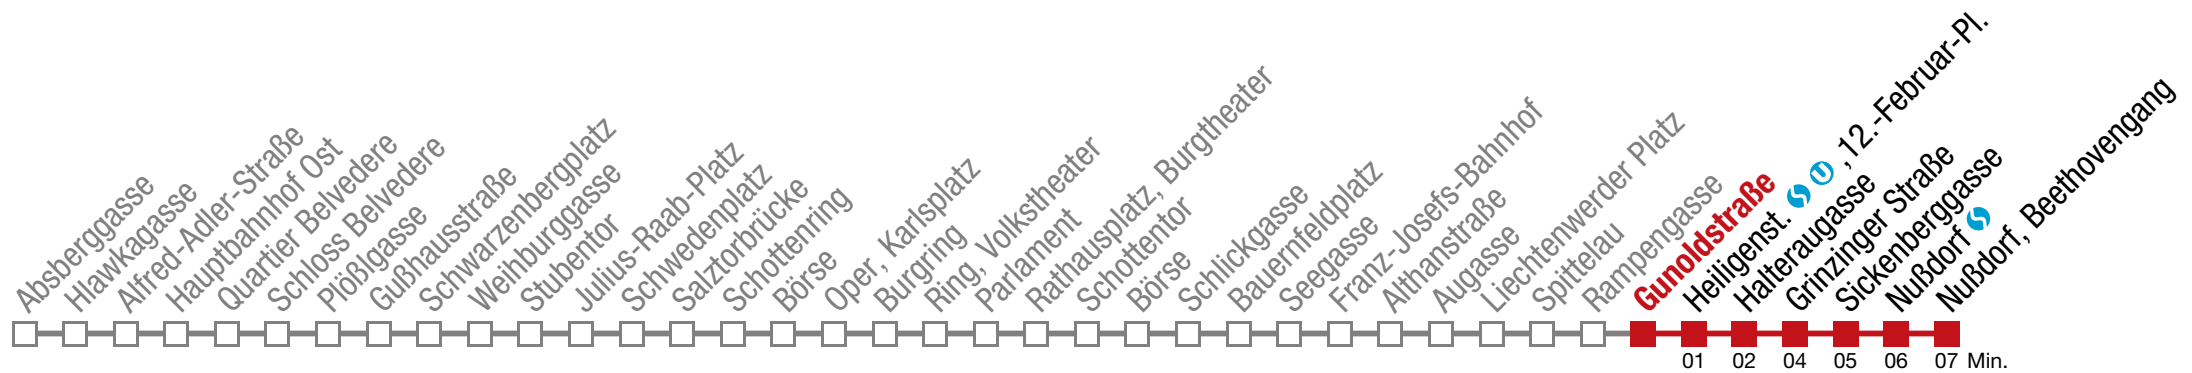 Absberggasse
Hlawkagasse
Alfred-Adler-Straße
Hauptbahnhof Ost
Quartier Belvedere
Schloss Belvedere
Plößlgasse
Gußhausstraße
Schwarzenbergplatz
Weihburggasse
Stubentor
Julius-Raab-Platz
Schwedenplatz
Salztorbrücke
Schottenring
Börse
Oper, Karlsplatz
Burgring
Ring, Volkstheater
Parlament
Rathausplatz, Burgtheater
Schottentor
Börse
Schlickgasse
Bauernfeldplatz
Seegasse
Franz-Josefs-Bahnhof
Althanstraße
Augasse
Liechtenwerder Platz
Spittelau
Rampengasse
Gunoldstraße
Heiligenst. S U ,12.-Februar-Pl.
Halteraugasse
Grinzinger Straße
Sickenberggasse
Nußdorf S
Nußdorf, Beethovengang
01 02 04 05 06 07 Min.